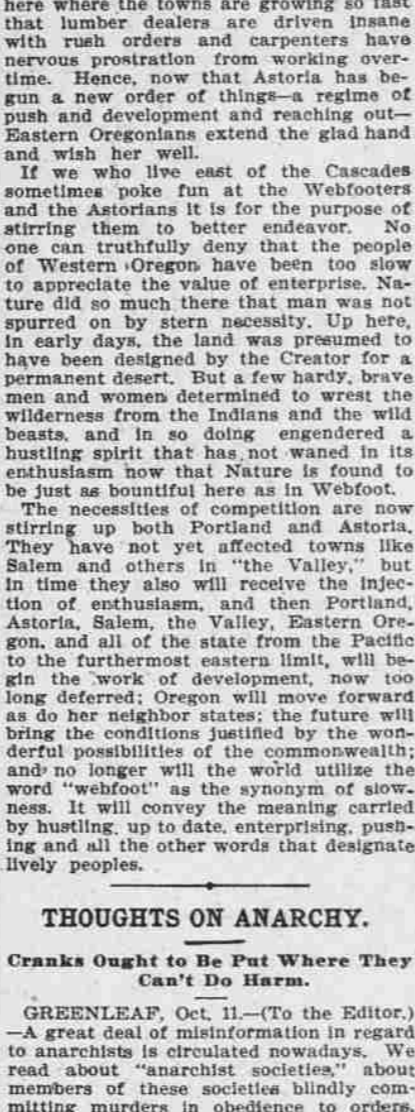 here where the towns are growing so fast
that lumber dealers are driven insane
with rush orders and carpenters have
nervous prostration from working over-
time. Hence, now that Astoria has be-
gun a new order of things—a regime of
push and development and reaching out—
Eastern Oregonians extend the glad hand
and wish her well.
If we who live east of the Cascades
sometimes poke fun at the Webfooters
and the Astorians it is for the purpose of
stirring them to better endeavor. No
one can truthfully deny that the people
of Western Oregon have been too slow
to appreciate the value of enterprise. Na-
ture did so much there that man was not
spurred on by stern necessity. Up here,
in early days, the land was presumed to
have been designed by the Creator for a
permanent desert. But a few hardy, brave
men and women determined to wrest the
wilderness from the Indians and the wild
beasts, and in so doing engendered a
hustling spirit that has not waned in its
enthusiasm now that Nature is found to
be just as bountiful here as in Webfoot.
The necessities of competition are now
stirring up both Portland and Astoria.
They have not yet affected towns like
Salem and others in "the Valley," but
in time they also will receive the injec-
tion of enthusiasm, and then Portland,
Astoria, Salem, the Valley, Eastern Ore-
gon, and all of the state from the Pacific
to the furthermost eastern limit, will be-
gin the work of development, now too
long deferred; Oregon will move forward
as do her neighbor states; the future will
bring the conditions justified by the won-
derful possibilities of the commonwealth;
and no longer will the world utilize the
word "webfoot" as the synonym of slow-
ness. It will convey the meaning carried
by hustling, up to date, enterprising, push-
ing and all the other words that designate
lively peoples.
THOUGHTS ON ANARCHY.
Cranks Ought to Be Put Where They
Can't Do Harm.
GREENLEAF, Oct. 11.—(To the Editor.)
—A great deal of misinformation in regard
to anarchists is circulated nowadays. We
read about "anarchist societies," about
members of these societies blindly com-
mitting murders in obedience to orders